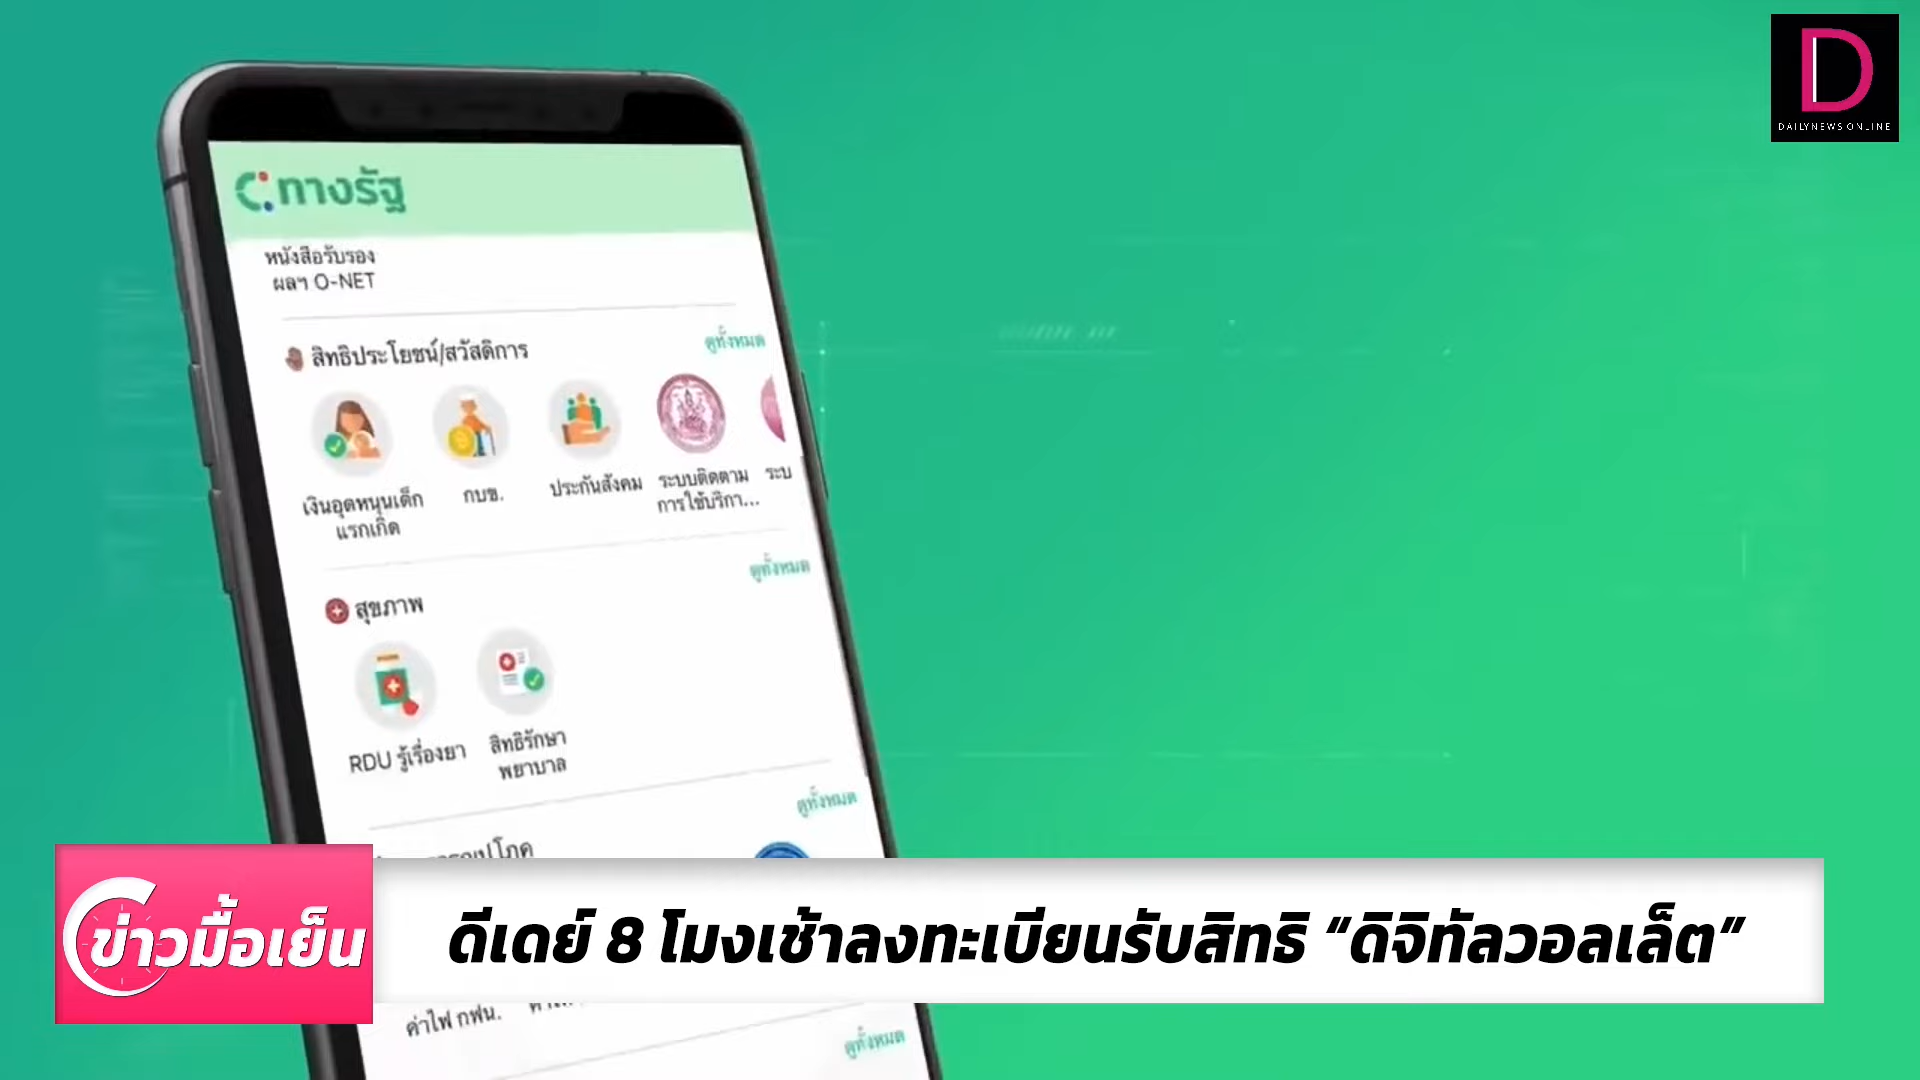 DAILYNEWS ONLINE
ทางรัฐ
หนังสือรับรอง
ผลฯ O-NET
สิทธิประโยชน์/สวัสดิการ
ดูทั้งหมด
เงินอุดหนุนเด็ก
แรกเกิด
กบข.
ประกันสังคม
ระบบติดตาม
การใช้บริกา...
ระบ
สุขภาพ
ดูทั้งหมด
RDU รู้เรื่องยา
สิทธิรักษา
พยาบาล
ดูทั้งหมด
ข่าวมื้อเย็น
ดีเดย์ 8 โมงเช้าลงทะเบียนรับสิทธิ “ดิจิทัลวอลเล็ต”
ค่าไฟ กฟน.
ดูทั้งหมด